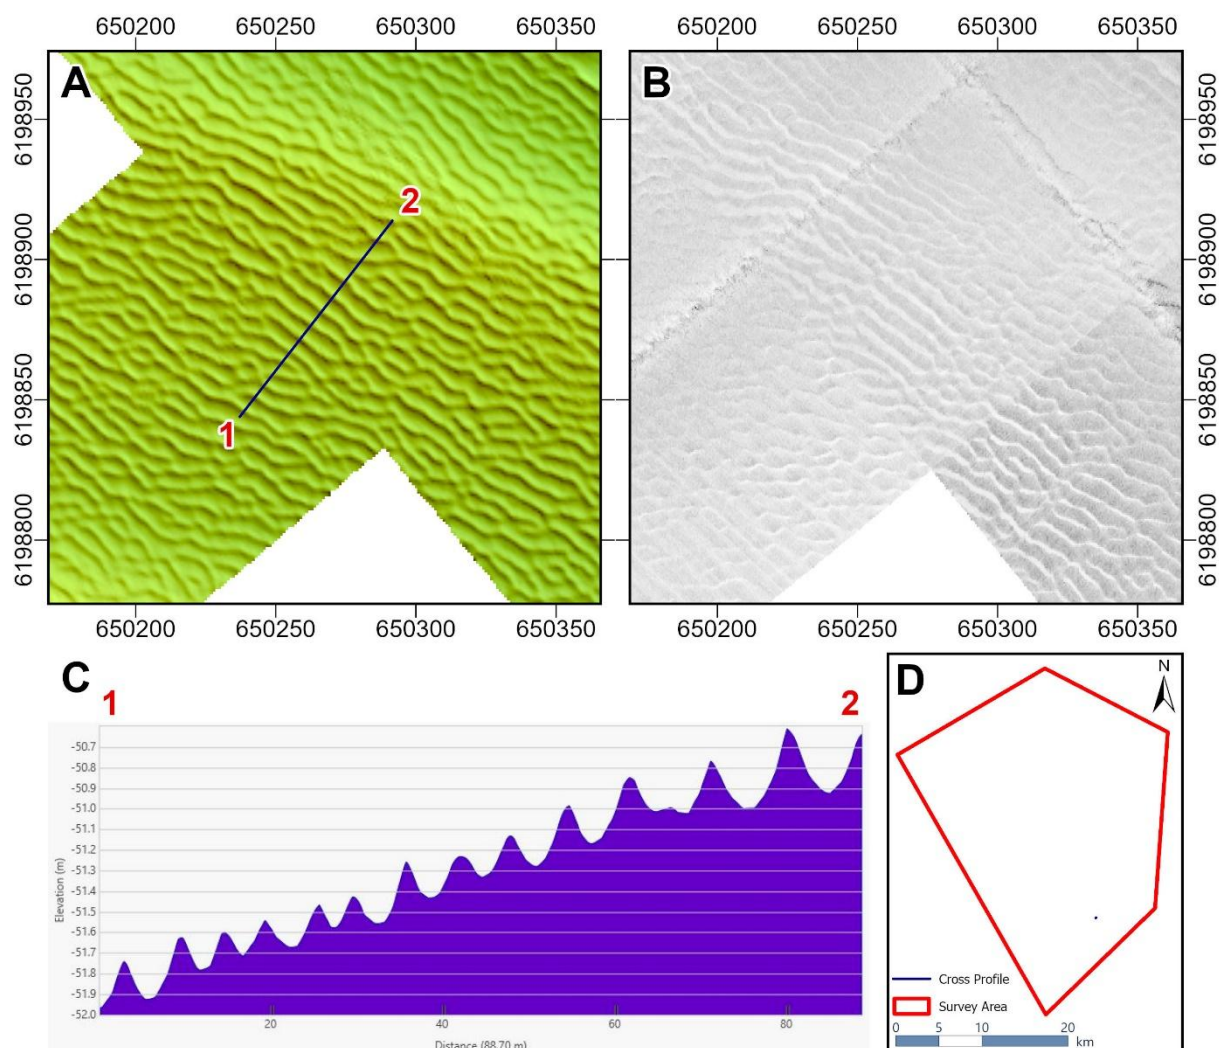 650200 650250 650300 650350
650200 650250 650300 650350
A
B
6198950
6198900
6198850
6198800
6198950
6198900
6198850
6198800
2
1
650200 650250 650300 650350
650200 650250 650300 650350
C
1
2
-50.7
-50.8
-50.9
-51.0
-51.1
-51.2
-51.3
-51.4
-51.5
-51.6
-51.7
-51.8
-51.9
-52.0
Elevation (m)
20 40 60 80
Distance (88.70 m)
D
N
Cross Profile
Survey Area
0 5 10 20
km